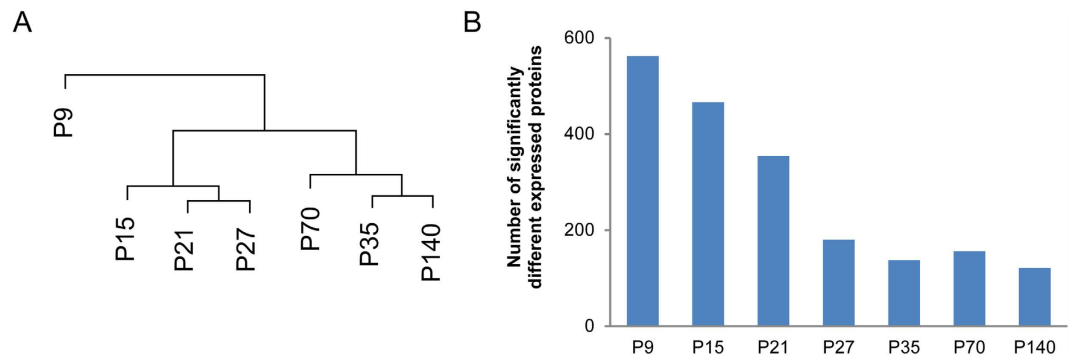 A
P9
P15
P21
P27
P70
P35
P140
B
Number of significantly
different expressed proteins
600
400
200
0
P9 P15 P21 P27 P35 P70 P140